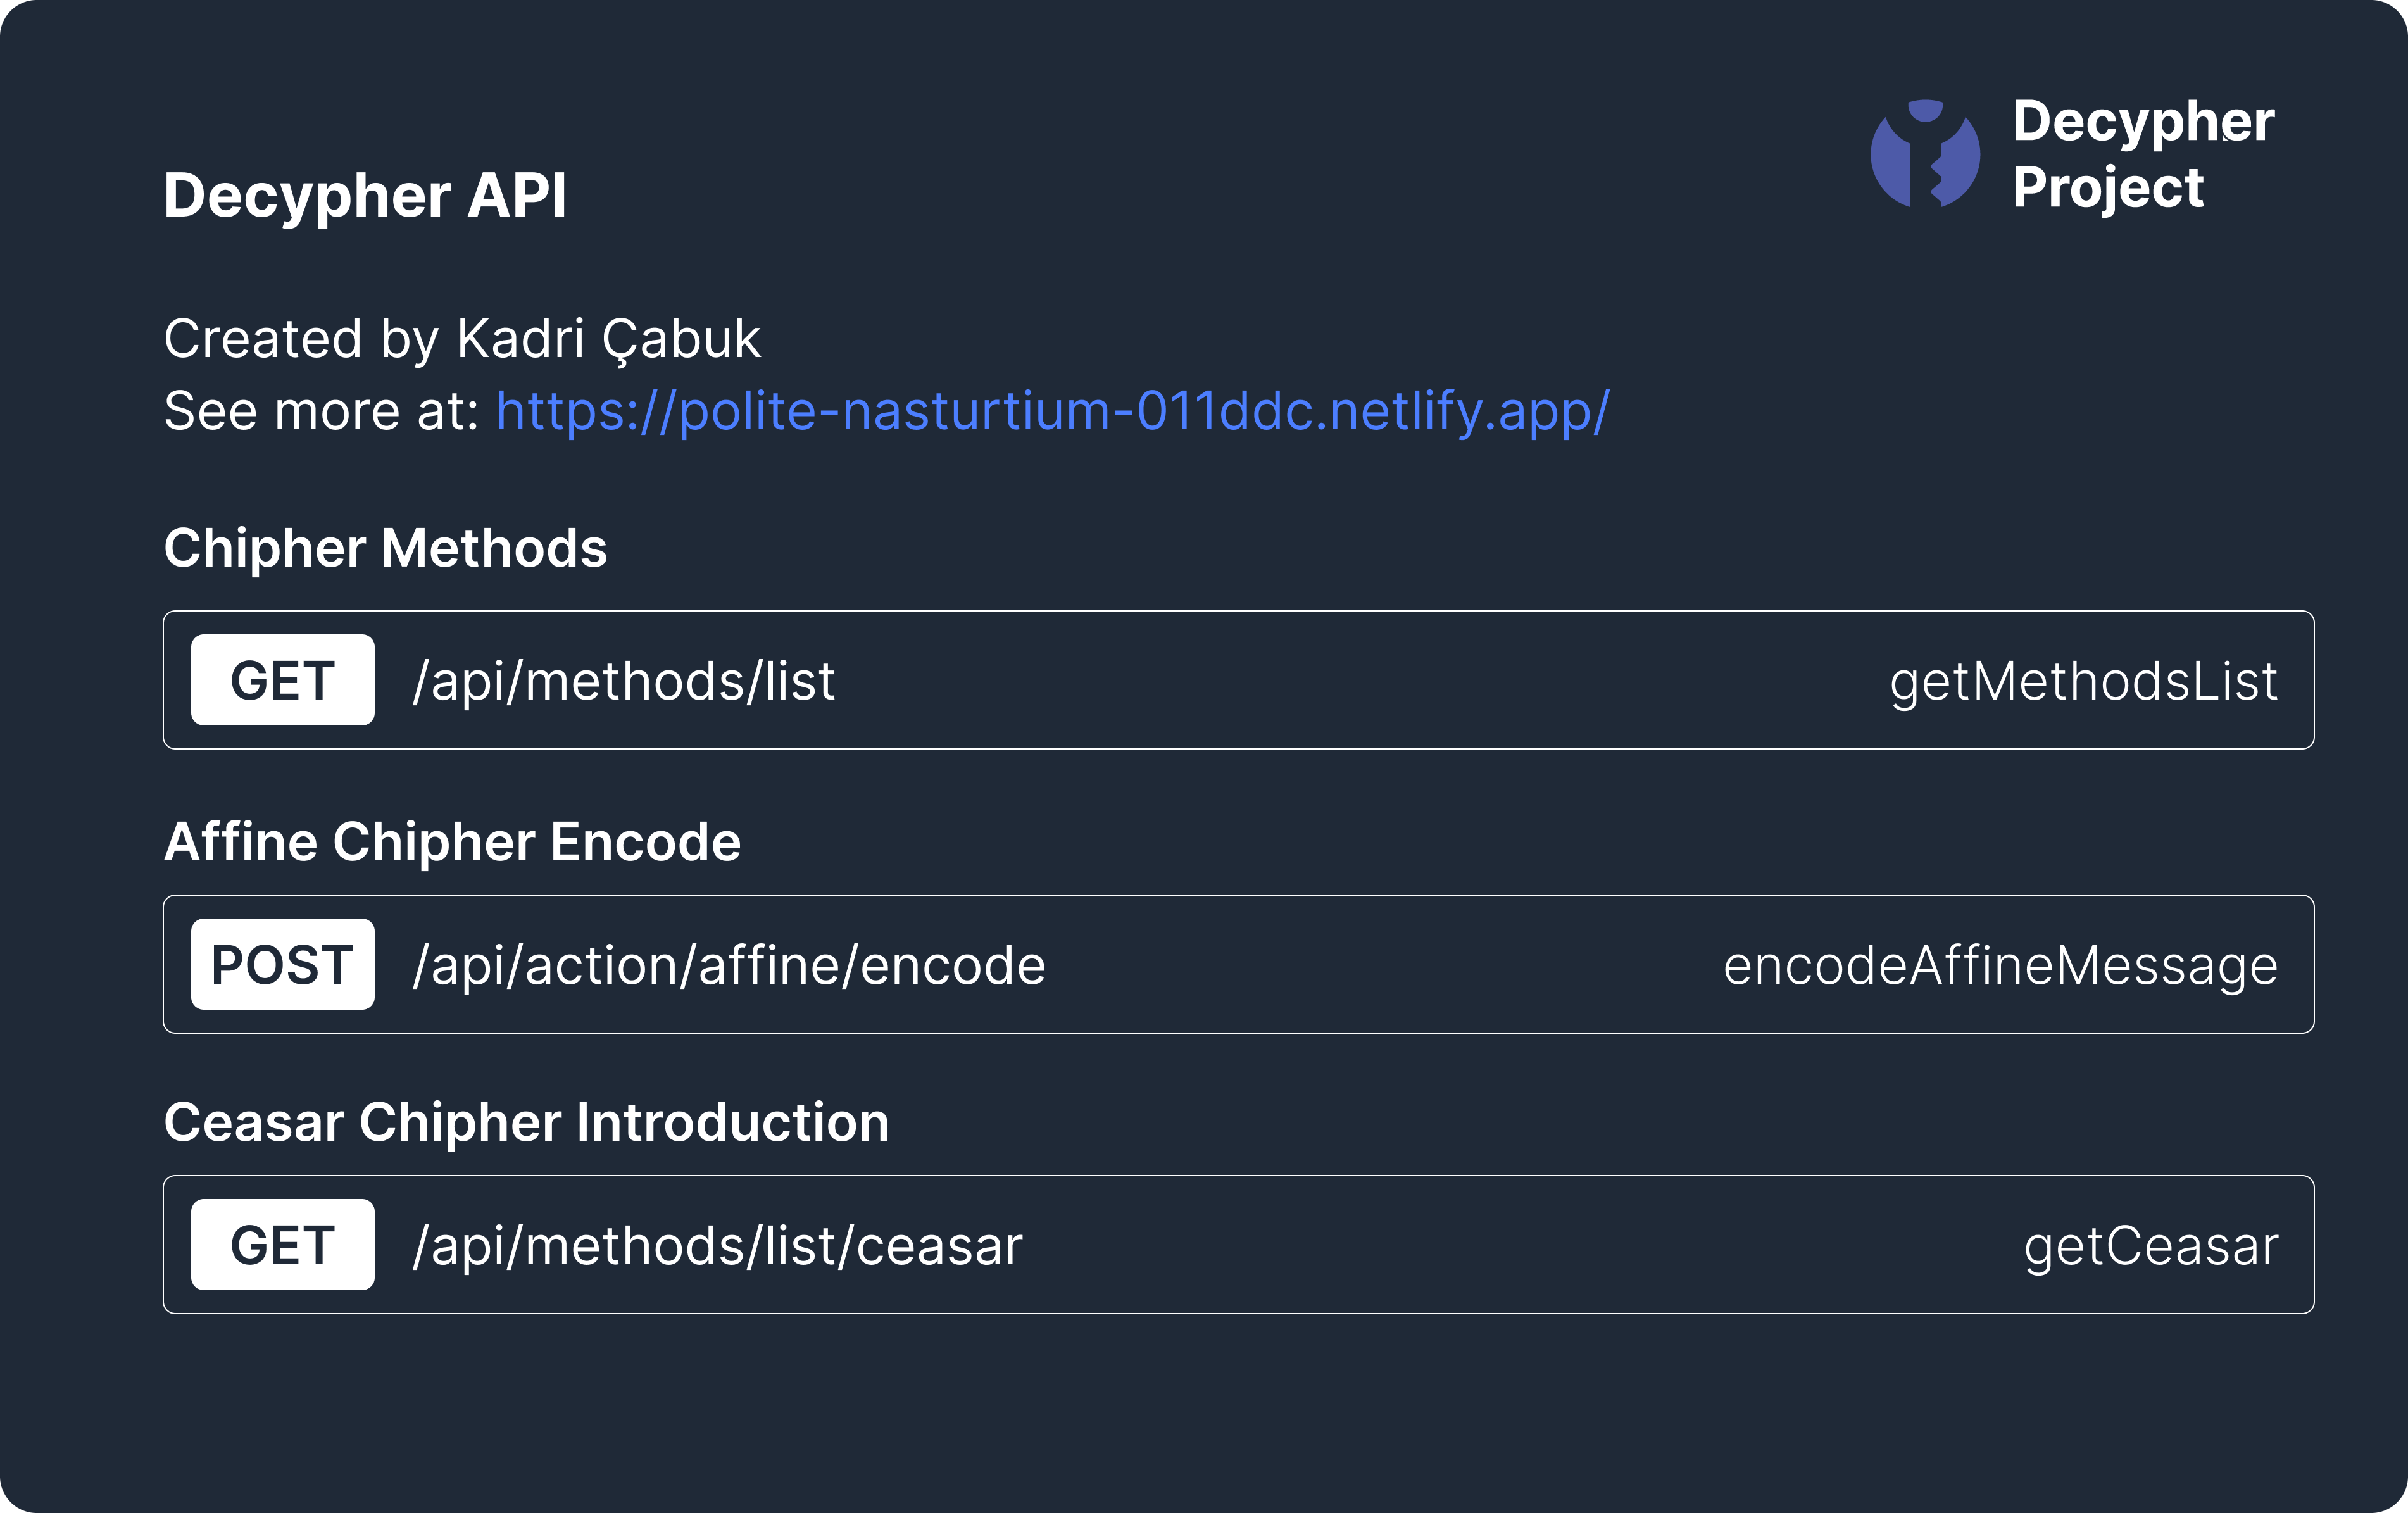 Decypher
Project
Decypher API
Created by Kadri Çabuk
See more at: https://polite-nasturtium-011ddc.netlify.app/
Chipher Methods
GET /api/methods/list getMethodsList
Affine Chipher Encode
POST /api/action/affine/encode encodeAffineMessage
Ceasar Chipher Introduction
GET /api/methods/list/ceasar getCeasar